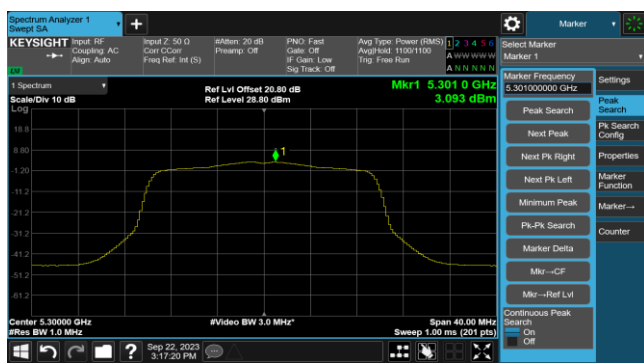 Spectrum Analyzer 1
Swept SA
Marker
KEYSIGHT
Input: RF
Coupling: AC
Align: Auto
Input Z: 50 Ω
Corr CCorr
Freq Ref: Int (S)
#Atten: 20 dB
Preamp: Off
PNO: Fast
Gate: Off
IF Gain: Low
Sig Track: Off
Avg Type: Power (RMS)
Avg|Hold: 1100/1100
Trig: Free Run
1 2 3 4 5 6
A W W W W W
A N N N N N
LXI
1 Spectrum
Scale/Div 10 dB
Log
Ref Lvl Offset 20.80 dB
Ref Level 28.80 dBm
Mkr1 5.301 0 GHz
3.093 dBm
18.8
8.80
-1.20
-11.2
-21.2
-31.2
-41.2
-51.2
-61.2
1
Center 5.30000 GHz
#Res BW 1.0 MHz
#Video BW 3.0 MHz*
Span 40.00 MHz
Sweep 1.00 ms (201 pts)
Select Marker
Marker 1
Marker Frequency
5.301000000 GHz
Peak Search
Next Peak
Next Pk Right
Next Pk Left
Minimum Peak
Pk-Pk Search
Marker Delta
Mkr→CF
Mkr→Ref Lvl
Continuous Peak
Search
On
Off
Settings
Peak
Search
Pk Search
Config
Properties
Marker
Function
Marker→
Counter
?
Sep 22, 2023
3:17:20 PM